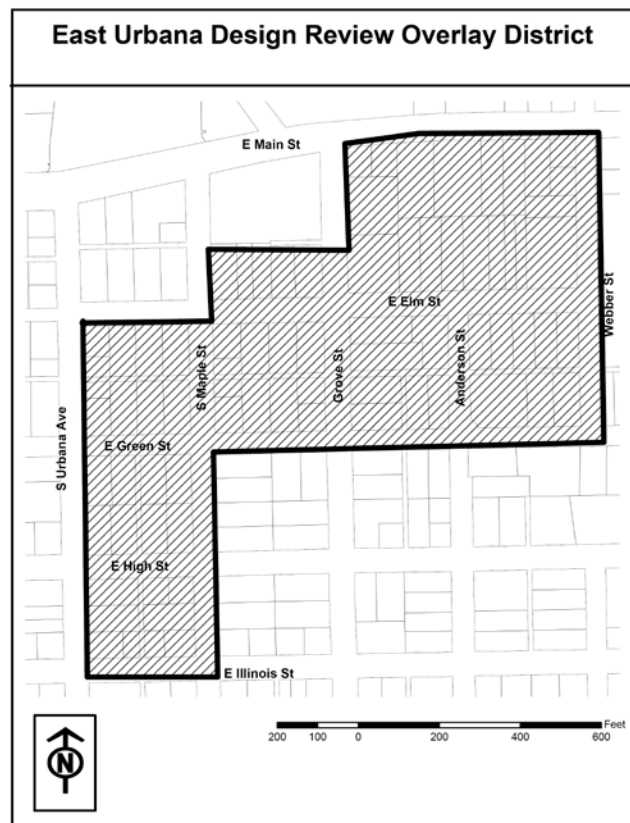 East Urbana Design Review Overlay District
E Main St
E Elm St
Webber St
S Maple St
Grove St
Anderson St
S Urbana Ave
E Green St
E High St
E Illinois St
N
Feet
200 100 0 200 400 600